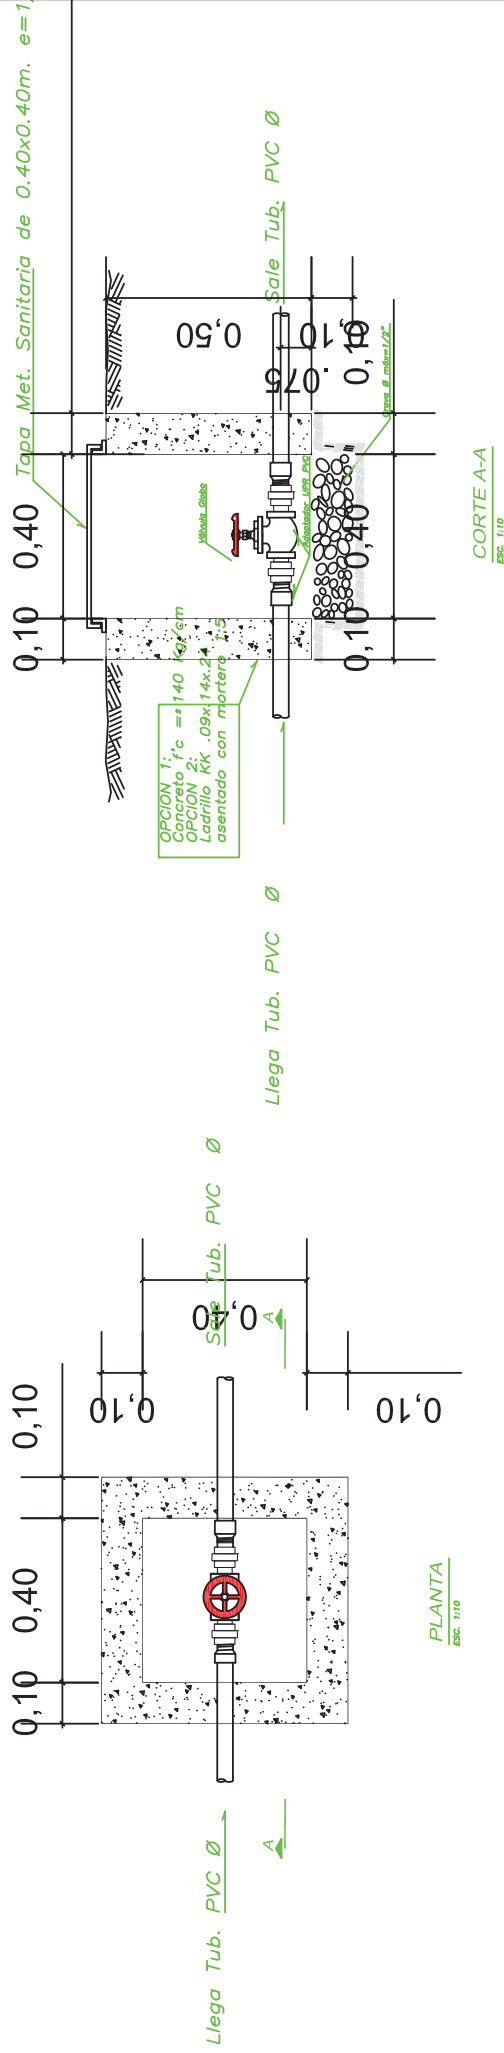 Tapa Met. Sanitaria de 0.40x0.40m. e=1/
0,10
0,40
0,50
0,10
.075
0,10
0,10
0,40
Sale Tub. PVC Ø
Válvula Globo
Adaptador UPR PVC
Grava Ø máx=1/2"
OPCION 1:
Concreto f'c = 140 Kg/cm
OPCION 2:
Ladrillo KK .09x.14x.24
asentado con mortero 1:5
Llega Tub. PVC Ø
CORTE A-A
ESC. 1:10
0,10
0,40
0,10
0,10
0,40
0,10
Sale Tub. PVC Ø
A
A
Llega Tub. PVC Ø
PLANTA
ESC. 1:10